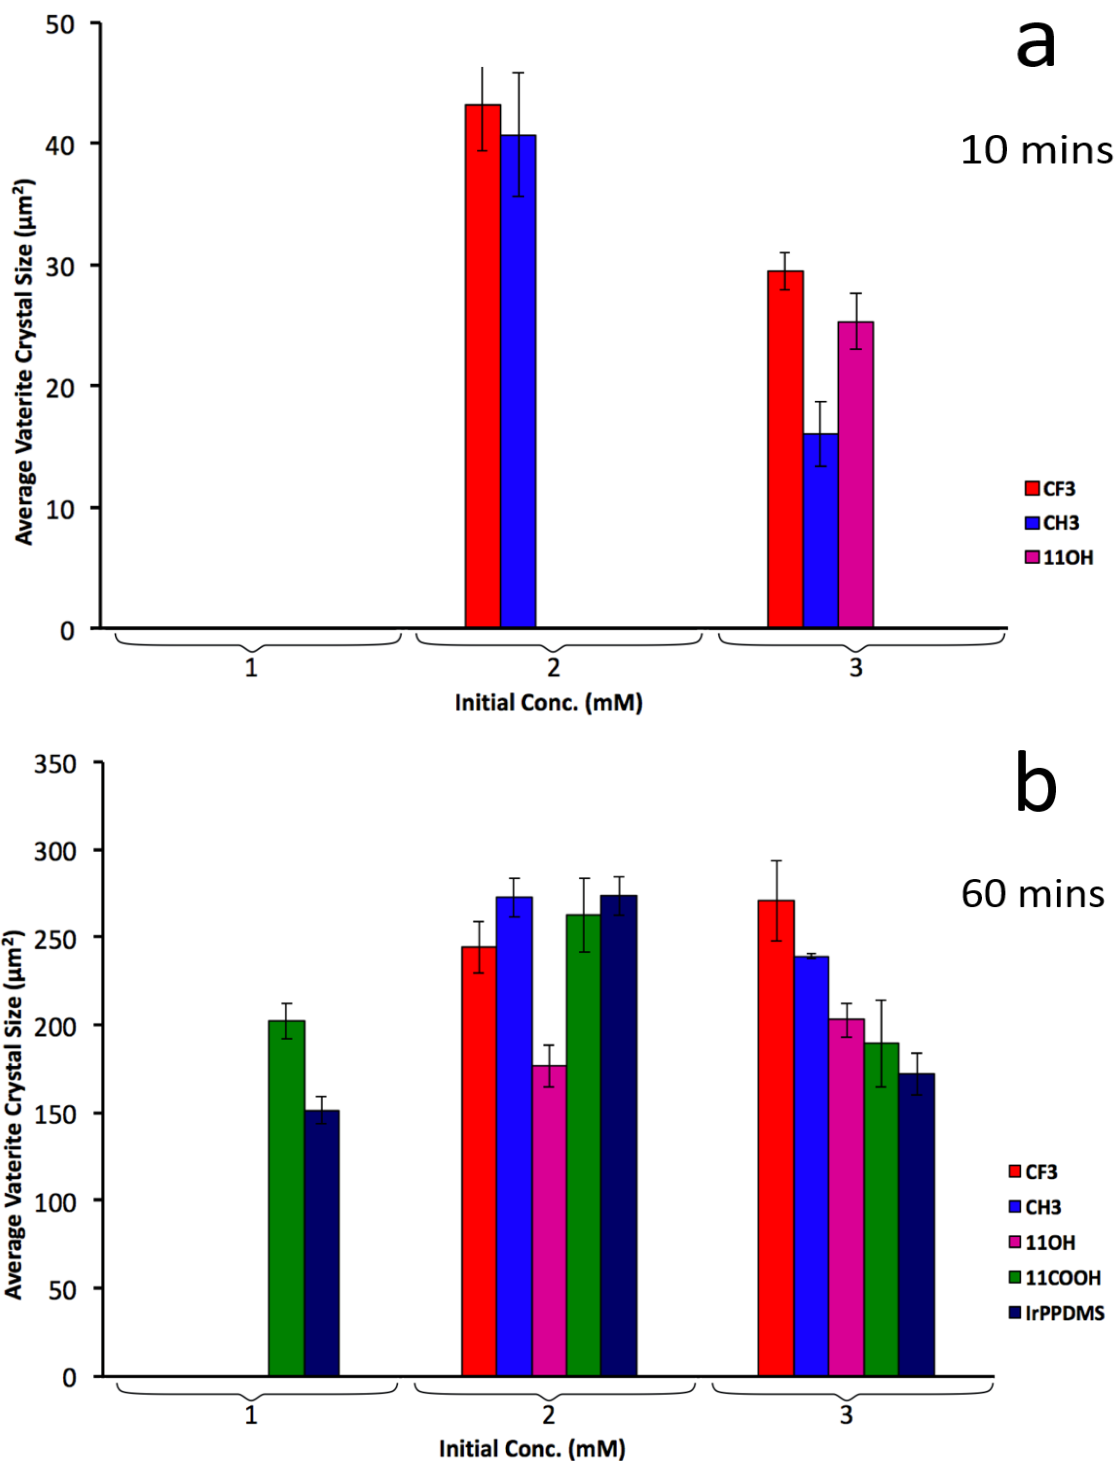 a
10 mins
50
40
30
20
10
0
Average Vaterite Crystal Size (µm²)
1 2 3
Initial Conc. (mM)
CF3
CH3
11OH
b
60 mins
350
300
250
200
150
100
50
0
Average Vaterite Crystal Size (µm²)
1 2 3
Initial Conc. (mM)
CF3
CH3
11OH
11COOH
IrPPDMS